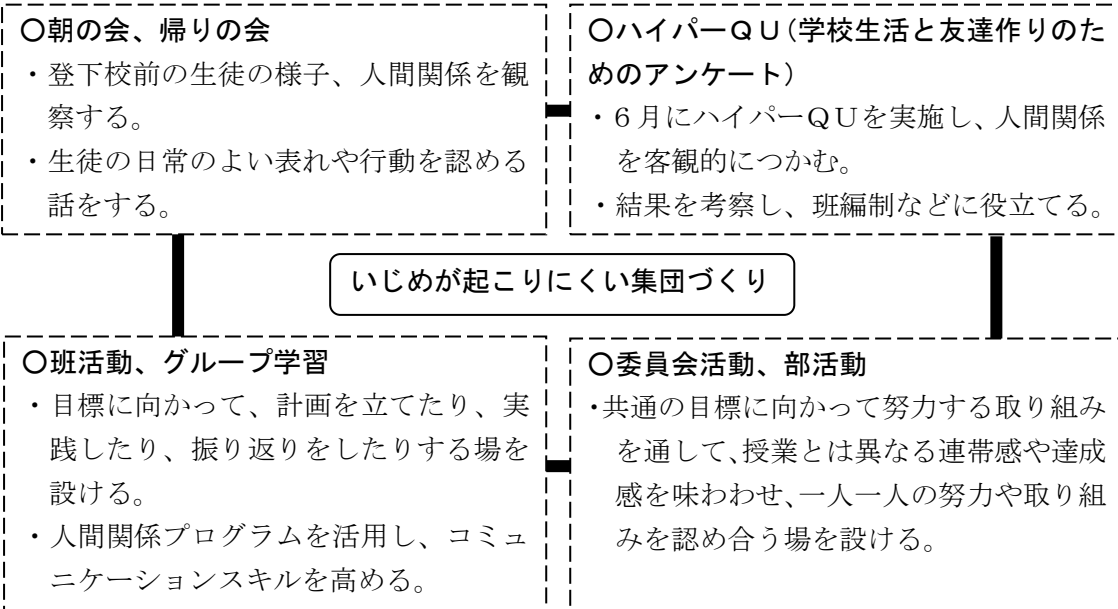 ○朝の会、帰りの会
・登下校前の生徒の様子、人間関係を観
察する。
・生徒の日常のよい表れや行動を認める
話をする。
○ハイパーＱＵ（学校生活と友達作りのた
めのアンケート）
・６月にハイパーＱＵを実施し、人間関係
を客観的につかむ。
・結果を考察し、班編制などに役立てる。
いじめが起こりにくい集団づくり
○班活動、グループ学習
・目標に向かって、計画を立てたり、実
践したり、振り返りをしたりする場を
設ける。
・人間関係プログラムを活用し、コミュ
ニケーションスキルを高める。
○委員会活動、部活動
・共通の目標に向かって努力する取り組み
を通して、授業とは異なる連帯感や達成
感を味わわせ、一人一人の努力や取り組
みを認め合う場を設ける。